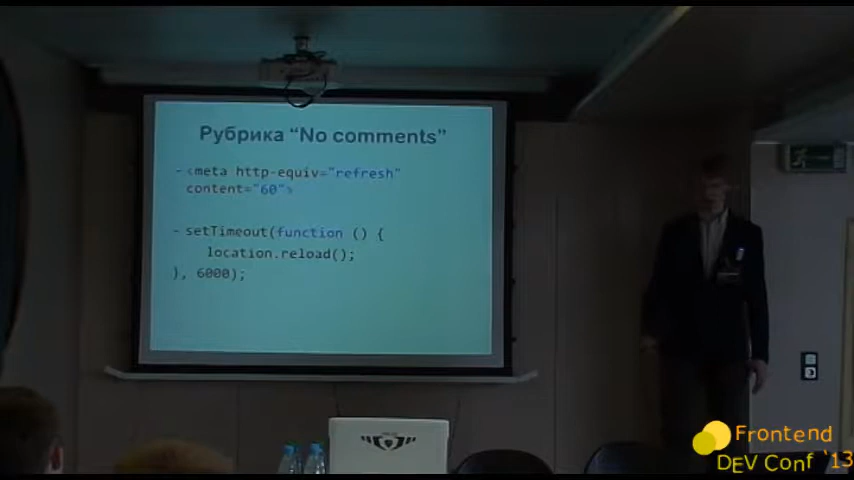 Рубрика “No comments”
- <meta http-equiv="refresh"
content="60">
- setTimeout(function () {
location.reload();
}, 6000);
Frontend
DEV Conf '13